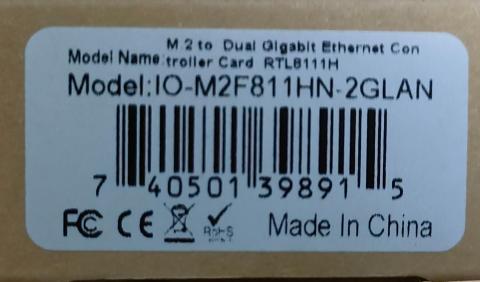 M 2 to Dual Gigabit Ethernet Con
Model Name:troller Card RTL8111H
Model:IO-M2F811HN-2GLAN
7 40501 39891 5
FC CE RoHS Made In China